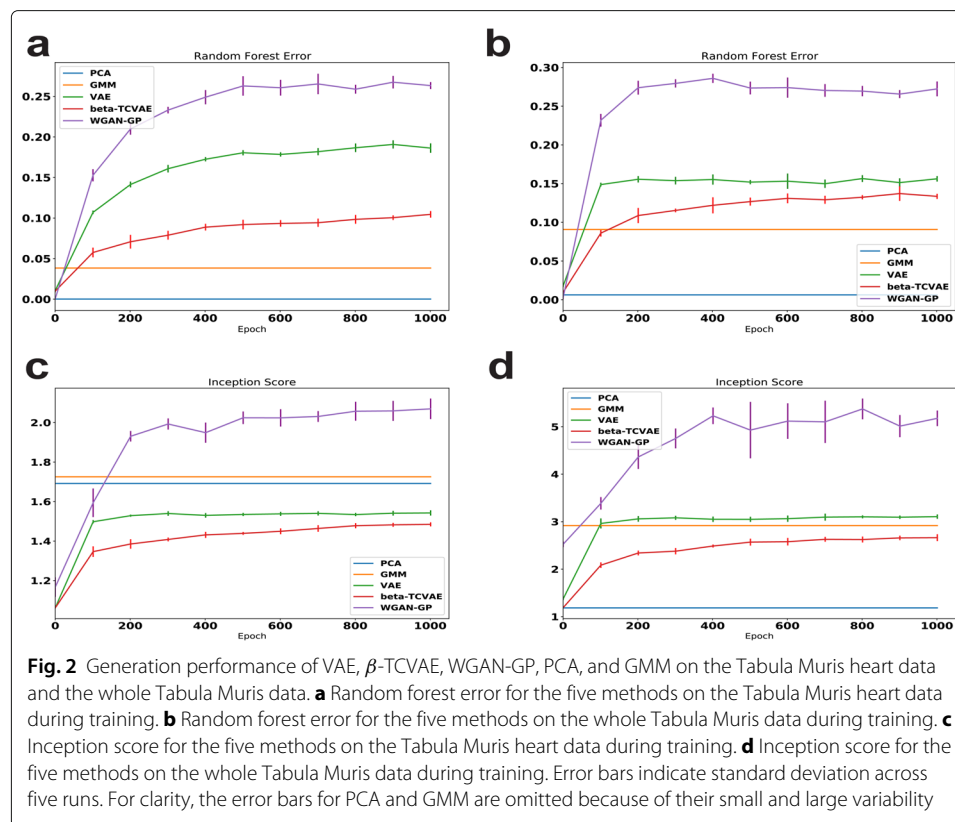 a
Random Forest Error
PCA
GMM
VAE
beta-TCVAE
WGAN-GP
0.25
0.20
0.15
0.10
0.05
0.00
0 200 400 600 800 1000
Epoch
b
Random Forest Error
0.30
0.25
0.20
0.15
0.10
0.05
0.00
PCA
GMM
VAE
beta-TCVAE
WGAN-GP
0 200 400 600 800 1000
Epoch
c
Inception Score
2.0
1.8
1.6
1.4
1.2
PCA
GMM
VAE
beta-TCVAE
WGAN-GP
0 200 400 600 800 1000
Epoch
d
Inception Score
PCA
GMM
VAE
beta-TCVAE
WGAN-GP
5
4
3
2
1
0 200 400 600 800 1000
Epoch
Fig. 2 Generation performance of VAE, β-TCVAE, WGAN-GP, PCA, and GMM on the Tabula Muris heart data
and the whole Tabula Muris data. a Random forest error for the five methods on the Tabula Muris heart data
during training. b Random forest error for the five methods on the whole Tabula Muris data during training. c
Inception score for the five methods on the Tabula Muris heart data during training. d Inception score for the
five methods on the whole Tabula Muris data during training. Error bars indicate standard deviation across
five runs. For clarity, the error bars for PCA and GMM are omitted because of their small and large variability